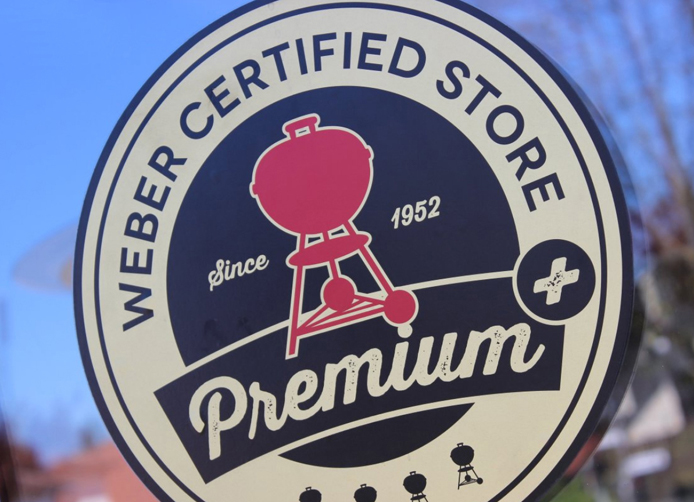 WEBER CERTIFIED STORE
Since 1952
Premium
+